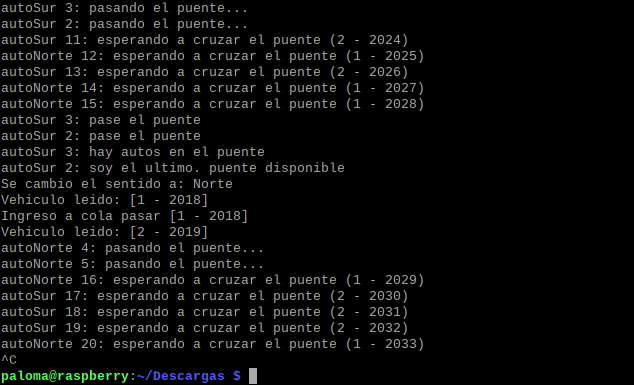 autoSur 3: pasando el puente...
autoSur 2: pasando el puente...
autoSur 11: esperando a cruzar el puente (2 - 2024)
autoNorte 12: esperando a cruzar el puente (1 - 2025)
autoSur 13: esperando a cruzar el puente (2 - 2026)
autoNorte 14: esperando a cruzar el puente (1 - 2027)
autoNorte 15: esperando a cruzar el puente (1 - 2028)
autoSur 3: pase el puente
autoSur 2: pase el puente
autoSur 3: hay autos en el puente
autoSur 2: soy el ultimo. puente disponible
Se cambio el sentido a: Norte
Vehiculo leido: [1 - 2018]
Ingreso a cola pasar [1 - 2018]
Vehiculo leido: [2 - 2019]
autoNorte 4: pasando el puente...
autoNorte 5: pasando el puente...
autoNorte 16: esperando a cruzar el puente (1 - 2029)
autoSur 17: esperando a cruzar el puente (2 - 2030)
autoSur 18: esperando a cruzar el puente (2 - 2031)
autoSur 19: esperando a cruzar el puente (2 - 2032)
autoNorte 20: esperando a cruzar el puente (1 - 2033)
^C
paloma@raspberry:~/Descargas $